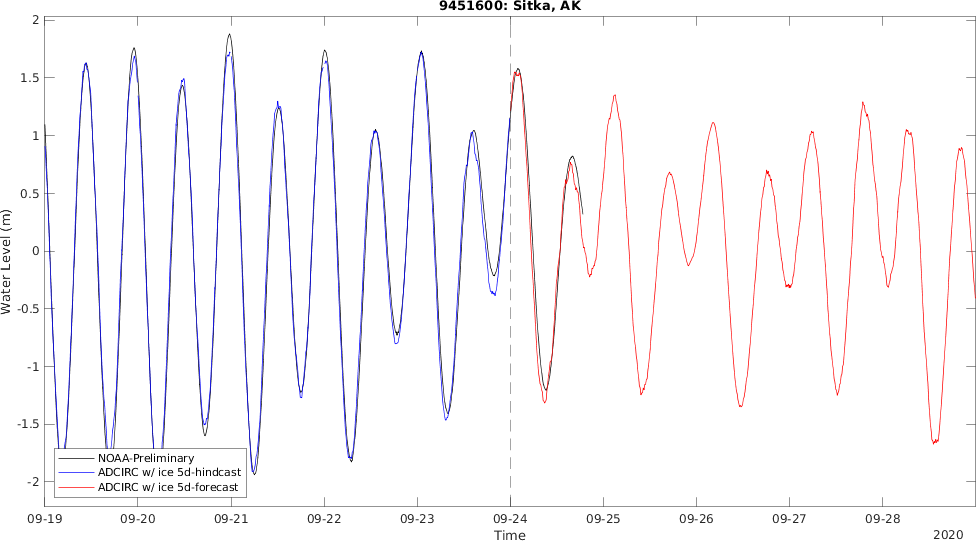 9451600: Sitka, AK
2
1.5
1
0.5
0
-0.5
-1
-1.5
-2
Water Level (m)
NOAA-Preliminary
ADCIRC w/ ice 5d-hindcast
ADCIRC w/ ice 5d-forecast
09-19 09-20 09-21 09-22 09-23 09-24 09-25 09-26 09-27 09-28
Time
2020